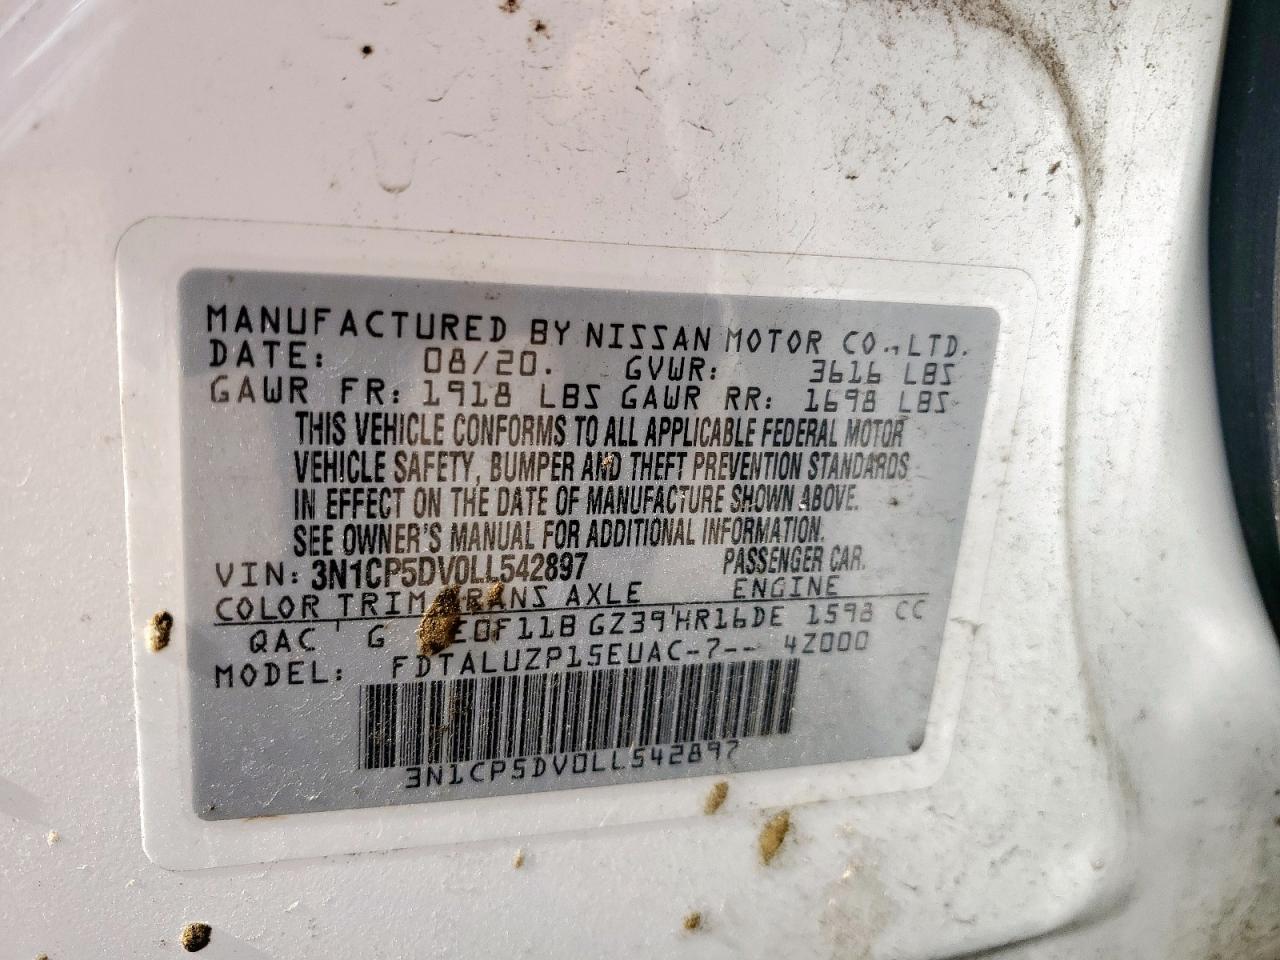 MANUFACTURED BY NISSAN MOTOR CO.,LTD.
DATE: 08/20. GVWR: 3616 LBS
GAWR FR: 1918 LBS GAWR RR: 1698 LBS
THIS VEHICLE CONFORMS TO ALL APPLICABLE FEDERAL MOTOR
VEHICLE SAFETY, BUMPER AND THEFT PREVENTION STANDARDS
IN EFFECT ON THE DATE OF MANUFACTURE SHOWN ABOVE.
SEE OWNER'S MANUAL FOR ADDITIONAL INFORMATION.
VIN: 3N1CP5DV0LL542897 PASSENGER CAR.
COLOR TRIM TRANS AXLE ENGINE
QAC G GZ39 HR16DE 1598 CC
MODEL: FDTALUZP15EUAC-7-- 4Z000
3N1CP5DV0LL542897